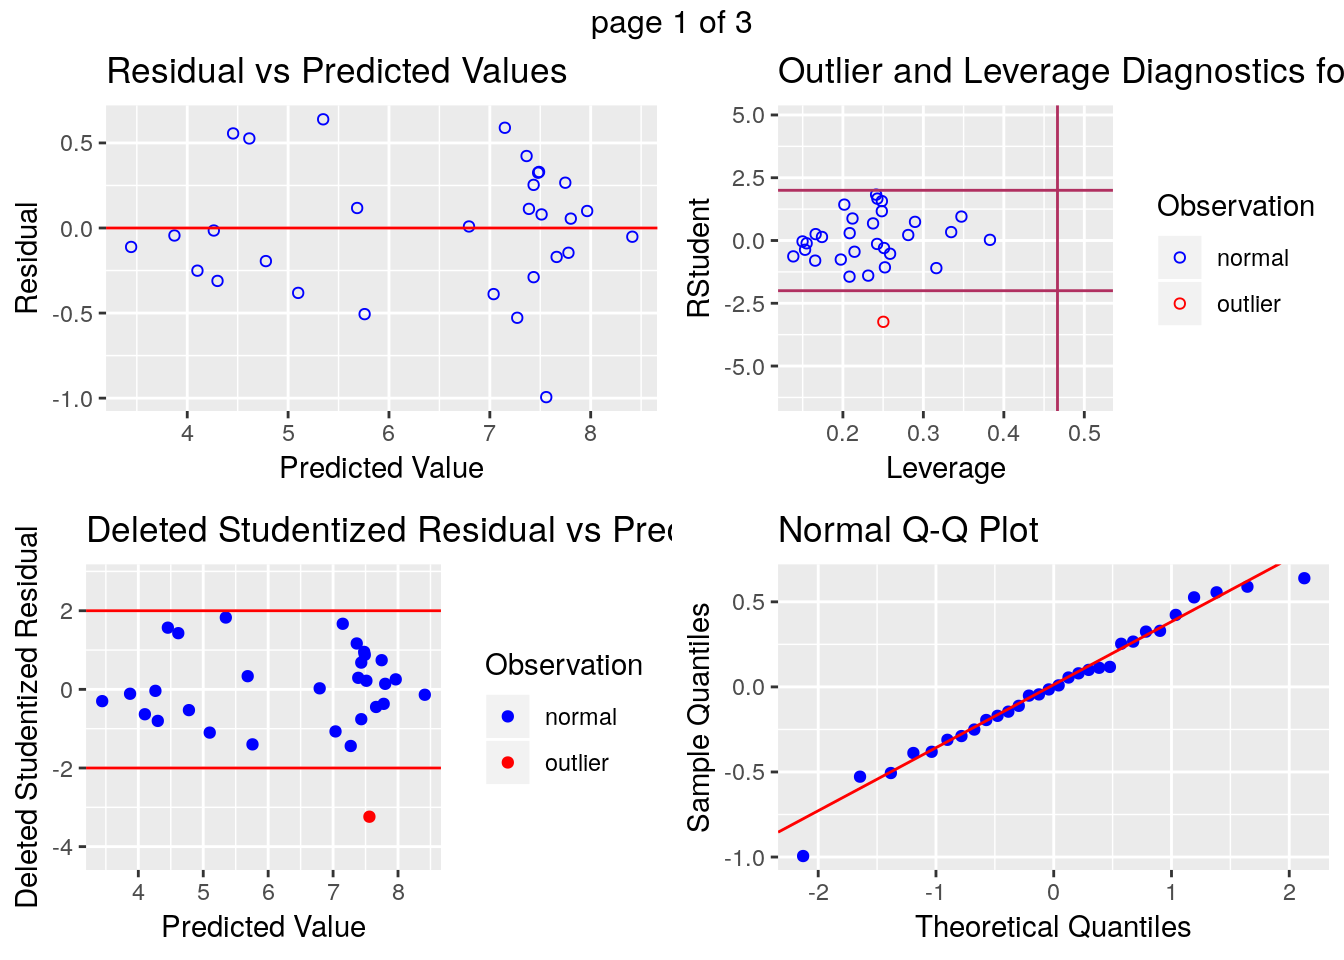 page 1 of 3
Residual vs Predicted Values
0.5
0.0
-0.5
-1.0
Residual
4 5 6 7 8
Predicted Value
Outlier and Leverage Diagnostics fo
5.0
2.5
0.0
-2.5
-5.0
RStudent
0.2 0.3 0.4 0.5
Leverage
Observation
normal
outlier
Deleted Studentized Residual vs Prec
2
0
-2
-4
Deleted Studentized Residual
4 5 6 7 8
Predicted Value
Observation
normal
outlier
Normal Q-Q Plot
0.5
0.0
-0.5
-1.0
Sample Quantiles
-2 -1 0 1 2
Theoretical Quantiles